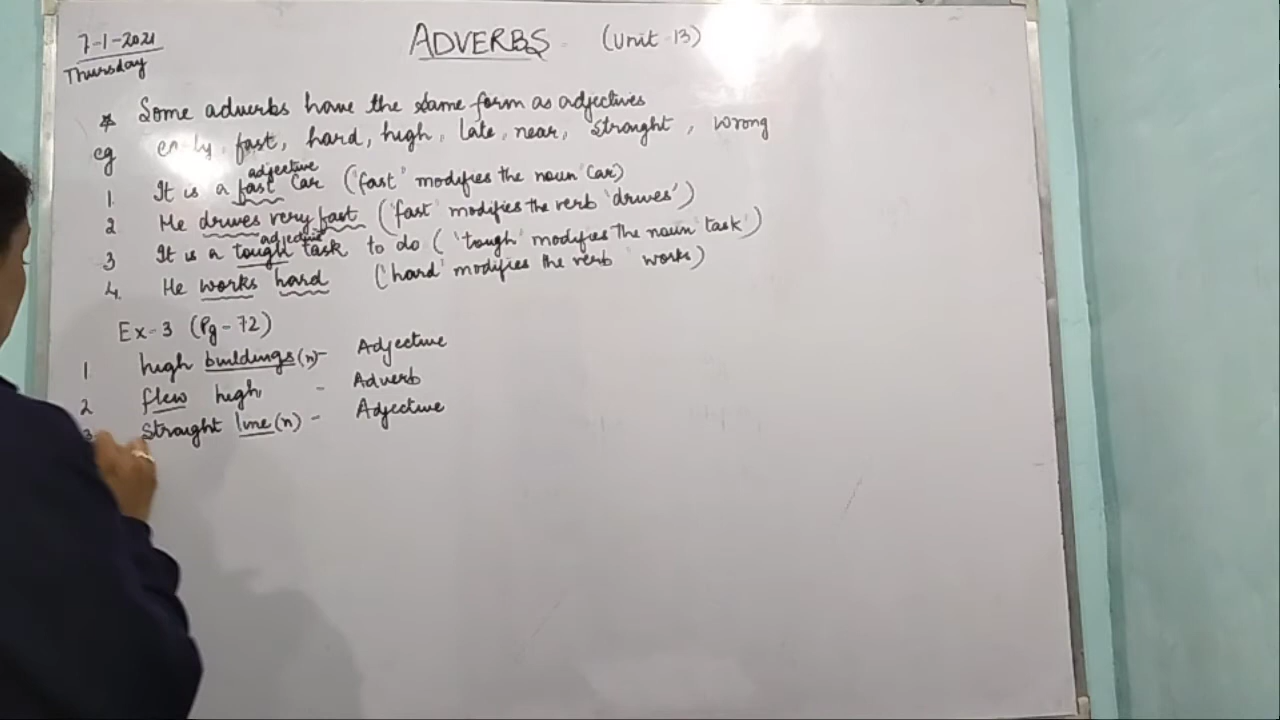 7-1-2021
Thursday
ADVERBS (Unit 13)
* Some adverbs have the same form as adjectives
eg early, fast, hard, high, late, near, straight, wrong
adjective
1. It is a fast car ('fast' modifies the noun 'car')
2 He drives very fast ('fast' modifies the verb 'drives')
adjective
3 It is a tough task to do ('tough' modifies the noun 'task')
4. He works hard ('hard' modifies the verb 'works')
Ex-3 (Pg-72)
1 high buildings(n)- Adjective
2 flew high - Adverb
3 Straight line(n) - Adjective